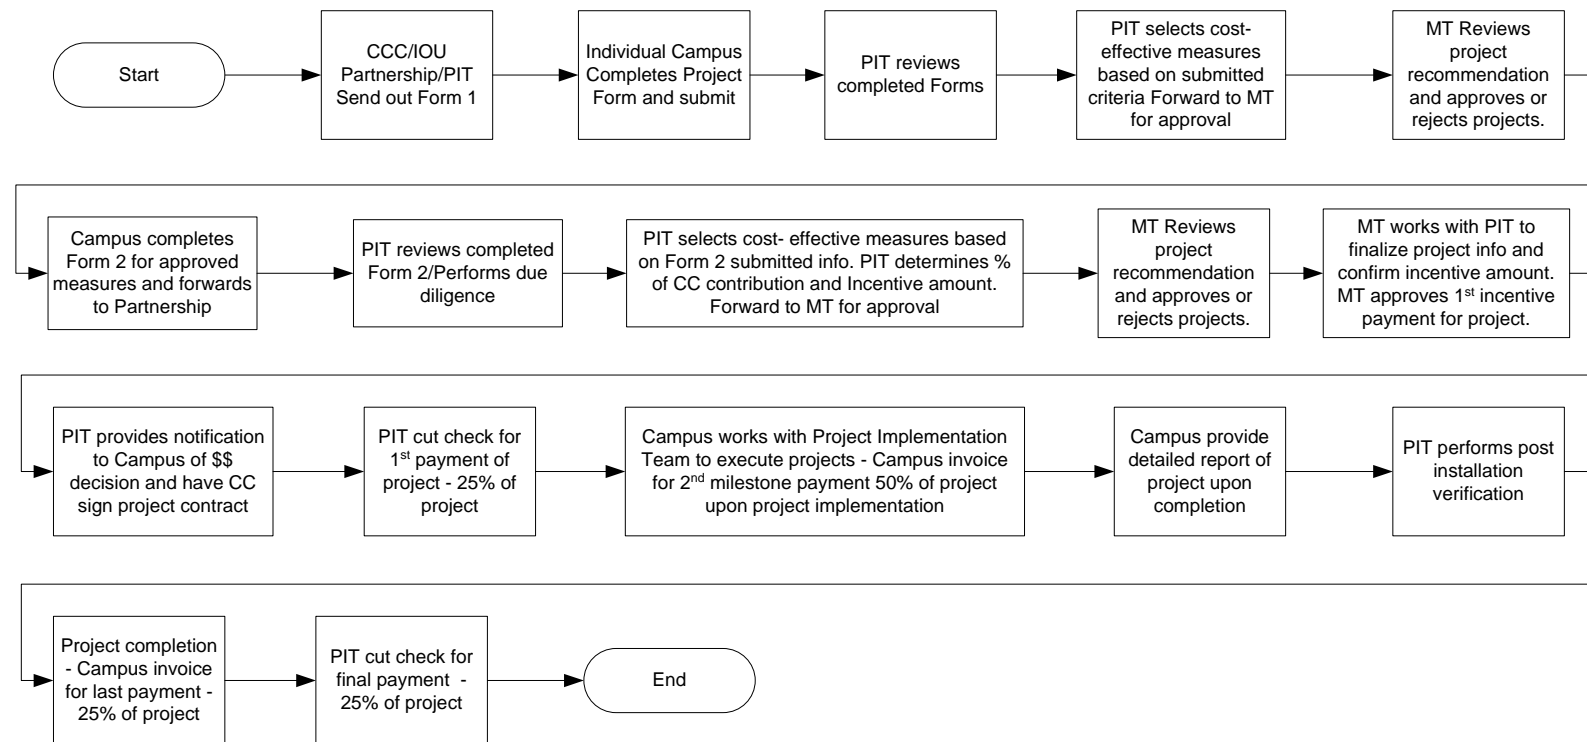 Start
CCC/IOU
Partnership/PIT
Send out Form 1
Individual Campus
Completes Project
Form and submit
PIT reviews
completed Forms
PIT selects cost-
effective measures
based on submitted
criteria Forward to MT
for approval
MT Reviews
project
recommendation
and approves or
rejects projects.
Campus completes
Form 2 for approved
measures and forwards
to Partnership
PIT reviews completed
Form 2/Performs due
diligence
PIT selects cost- effective measures based
on Form 2 submitted info. PIT determines %
of CC contribution and Incentive amount.
Forward to MT for approval
MT Reviews
project
recommendation
and approves or
rejects projects.
MT works with PIT to
finalize project info and
confirm incentive amount.
MT approves 1st incentive
payment for project.
PIT provides notification
to Campus of $$
decision and have CC
sign project contract
PIT cut check for
1st payment of
project - 25% of
project
Campus works with Project Implementation
Team to execute projects - Campus invoice
for 2nd milestone payment 50% of project
upon project implementation
Campus provide
detailed report of
project upon
completion
PIT performs post
installation
verification
Project completion
- Campus invoice
for last payment -
25% of project
PIT cut check for
final payment -
25% of project
End